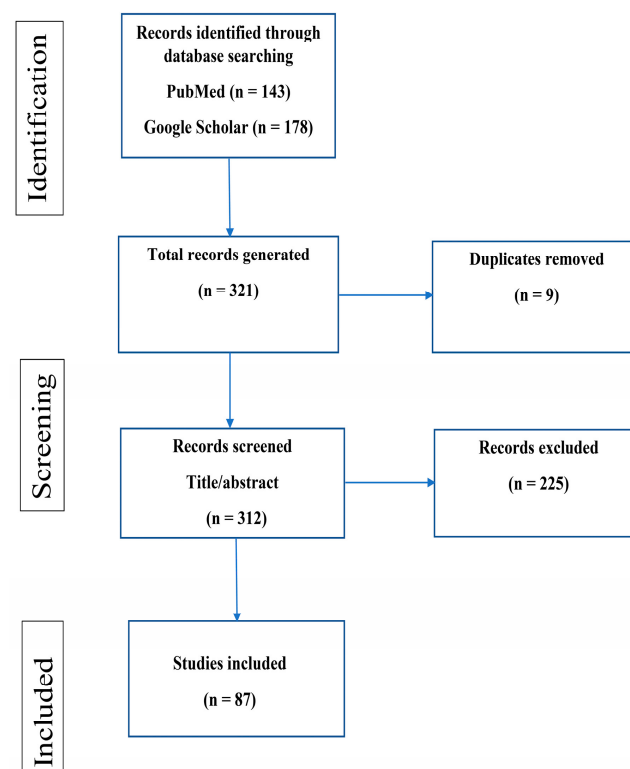 Identification
Records identified through
database searching
PubMed (n = 143)
Google Scholar (n = 178)
Total records generated
(n = 321)
Duplicates removed
(n = 9)
Screening
Records screened
Title/abstract
(n = 312)
Records excluded
(n = 225)
Included
Studies included
(n = 87)